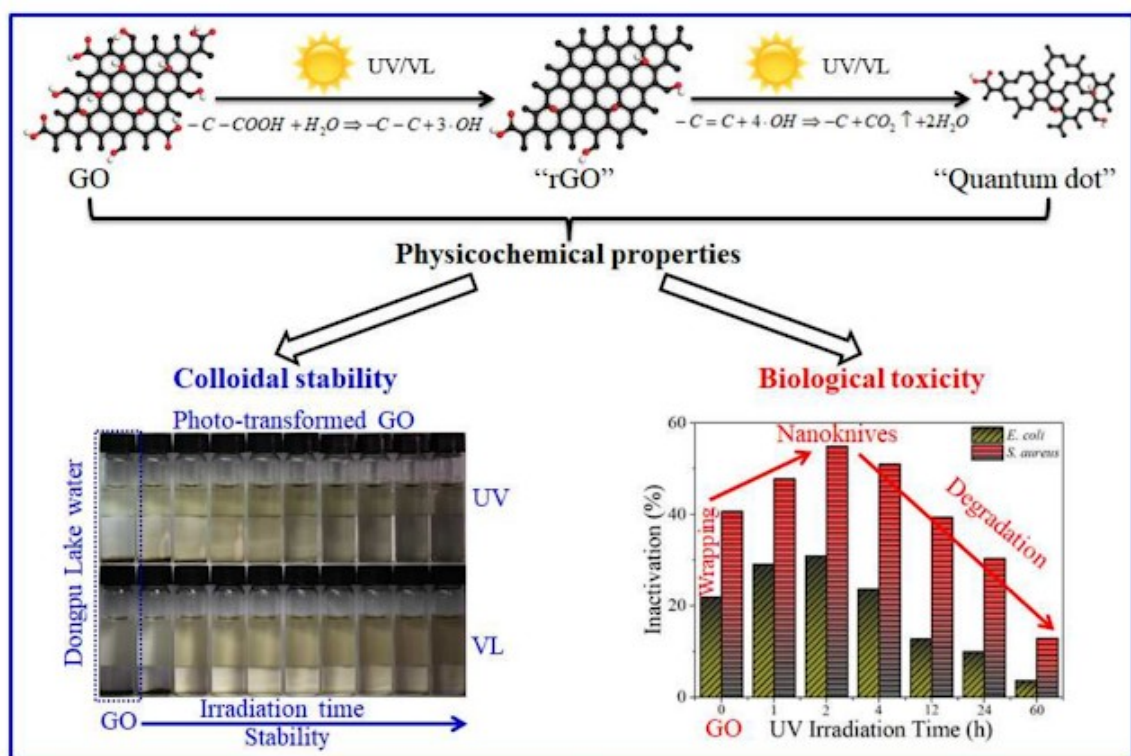 UV/VL
UV/VL
-C-COOH+H₂O⇒-C-C+3·OH
-C=C+4·OH⇒-C+CO₂↑+2H₂O
GO
“rGO”
“Quantum dot”
Physicochemical properties
Colloidal stability
Photo-transformed GO
Dongpu Lake water
UV
VL
GO
Irradiation time
Stability
Biological toxicity
60
40
20
0
Inactivation (%)
Wrapping
Nanoknives
Degradation
E. coli
S. aureus
0 1 2 4 12 24 60
GO UV Irradiation Time (h)